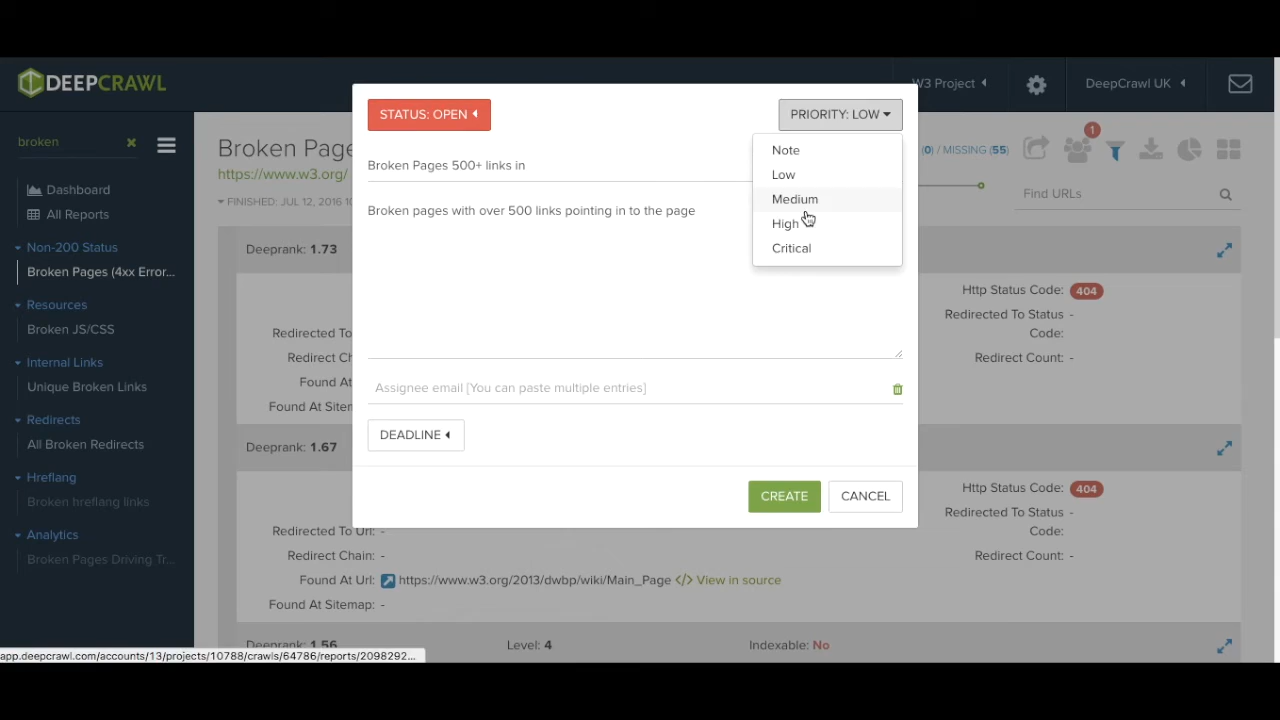 DEEPCRAWL
W3 Project
DeepCrawl UK
broken
Dashboard
All Reports
Non-200 Status
Broken Pages (4xx Error...
Resources
Broken JS/CSS
Internal Links
Unique Broken Links
Redirects
All Broken Redirects
Hreflang
Broken hreflang links
Analytics
Broken Pages Driving Tr...
Broken Page
https://www.w3.org/
FINISHED: JUL 12, 2016
(0) / MISSING (55)
1
Find URLs
STATUS: OPEN
PRIORITY: LOW
Note
Low
Medium
High
Critical
Broken Pages 500+ links in
Broken pages with over 500 links pointing in to the page
Assignee email [You can paste multiple entries]
DEADLINE
CREATE
CANCEL
Deeprank: 1.73
Http Status Code: 404
Redirected To Status -
Code:
Redirect Count: -
Redirected To
Redirect Ch
Found At
Found At Sitem
Deeprank: 1.67
Http Status Code: 404
Redirected To Status -
Code:
Redirected To Url: -
Redirect Chain: -
Redirect Count: -
Found At Url: https://www.w3.org/2013/dwbp/wiki/Main_Page </> View in source
Found At Sitemap: -
Deeprank: 1.56
Level: 4
Indexable: No
app.deepcrawl.com/accounts/13/projects/10788/crawls/64786/reports/2098292...